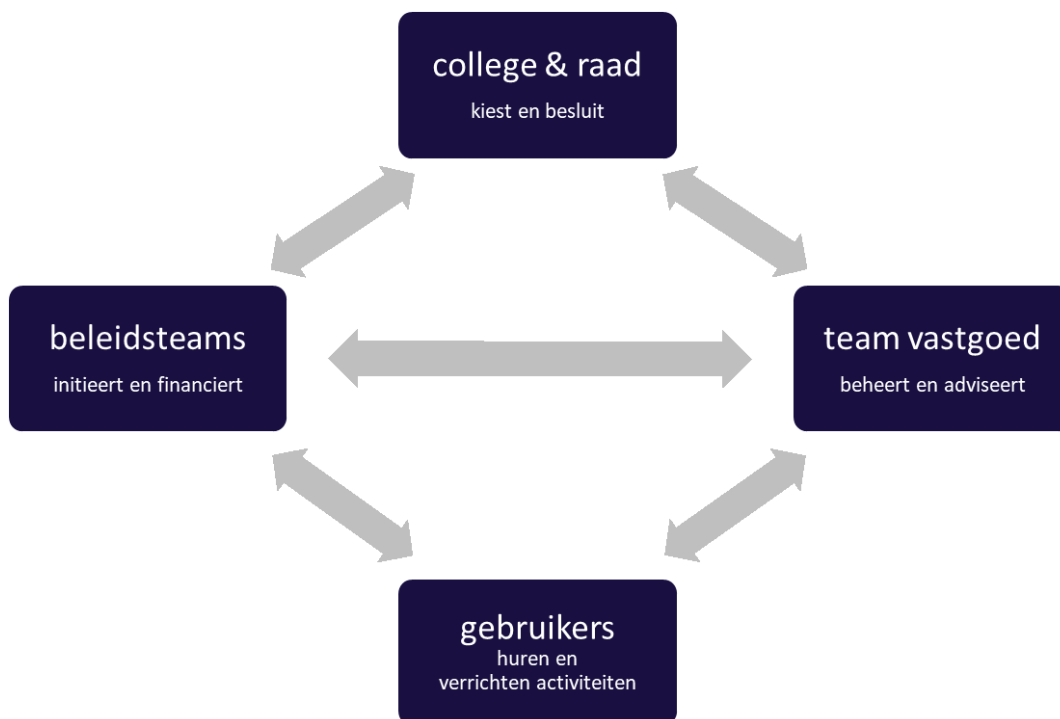 college & raad
kiest en besluit
beleidsteams
initieert en financiert
team vastgoed
beheert en adviseert
gebruikers
huren en
verrichten activiteiten